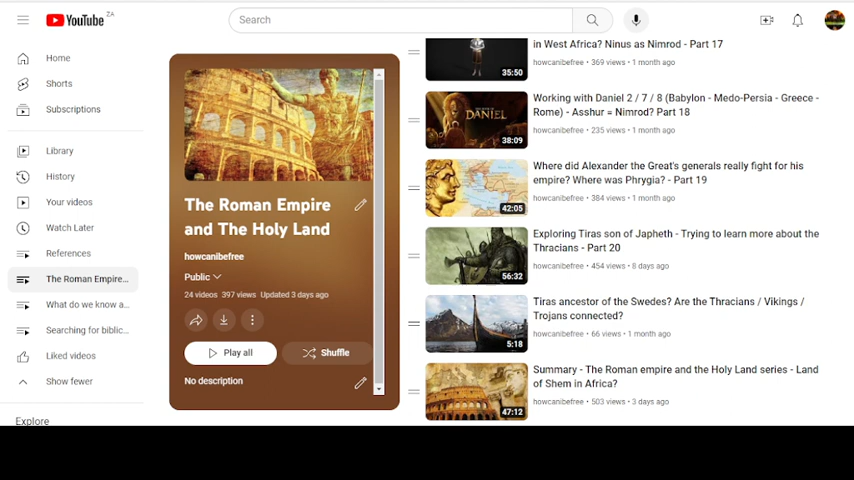 YouTube ZA
Search
Home
Shorts
Subscriptions
Library
History
Your videos
Watch Later
References
The Roman Empire...
What do we know a...
Searching for biblic...
Liked videos
Show fewer
Explore
The Roman Empire
and The Holy Land
howcanibefree
Public
24 videos 397 views Updated 3 days ago
Play all
Shuffle
No description
in West Africa? Ninus as Nimrod - Part 17
howcanibefree • 369 views • 1 month ago
35:50
Working with Daniel 2 / 7 / 8 (Babylon - Medo-Persia - Greece -
Rome) - Asshur = Nimrod? Part 18
howcanibefree • 235 views • 1 month ago
DANIEL
38:09
Where did Alexander the Great's generals really fight for his
empire? Where was Phrygia? - Part 19
howcanibefree • 384 views • 1 month ago
42:05
Exploring Tiras son of Japheth - Trying to learn more about the
Thracians - Part 20
howcanibefree • 454 views • 8 days ago
56:32
Tiras ancestor of the Swedes? Are the Thracians / Vikings /
Trojans connected?
howcanibefree • 66 views • 1 month ago
5:18
Summary - The Roman empire and the Holy Land series - Land
of Shem in Africa?
howcanibefree • 503 views • 3 days ago
47:12